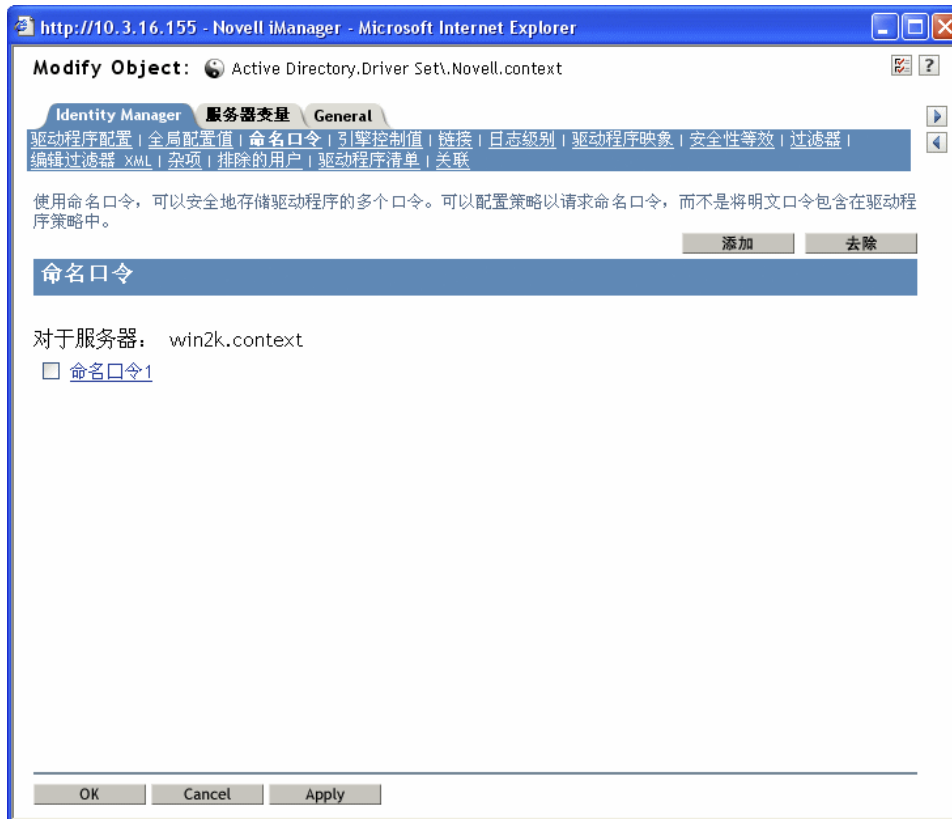 http://10.3.16.155 - Novell iManager - Microsoft Internet Explorer
Modify Object: Active Directory.Driver Set\.Novell.context
?
Identity Manager 服务器变量 General
驱动程序配置 | 全局配置值 | 命名口令 | 引擎控制值 | 链接 | 日志级别 | 驱动程序映象 | 安全性等效 | 过滤器 |
编辑过滤器 XML | 杂项 | 排除的用户 | 驱动程序清单 | 关联
使用命名口令，可以安全地存储驱动程序的多个口令。可以配置策略以请求命名口令，而不是将明文口令包含在驱动程
序策略中。
添加 去除
命名口令
对于服务器： win2k.context
命名口令1
OK Cancel Apply